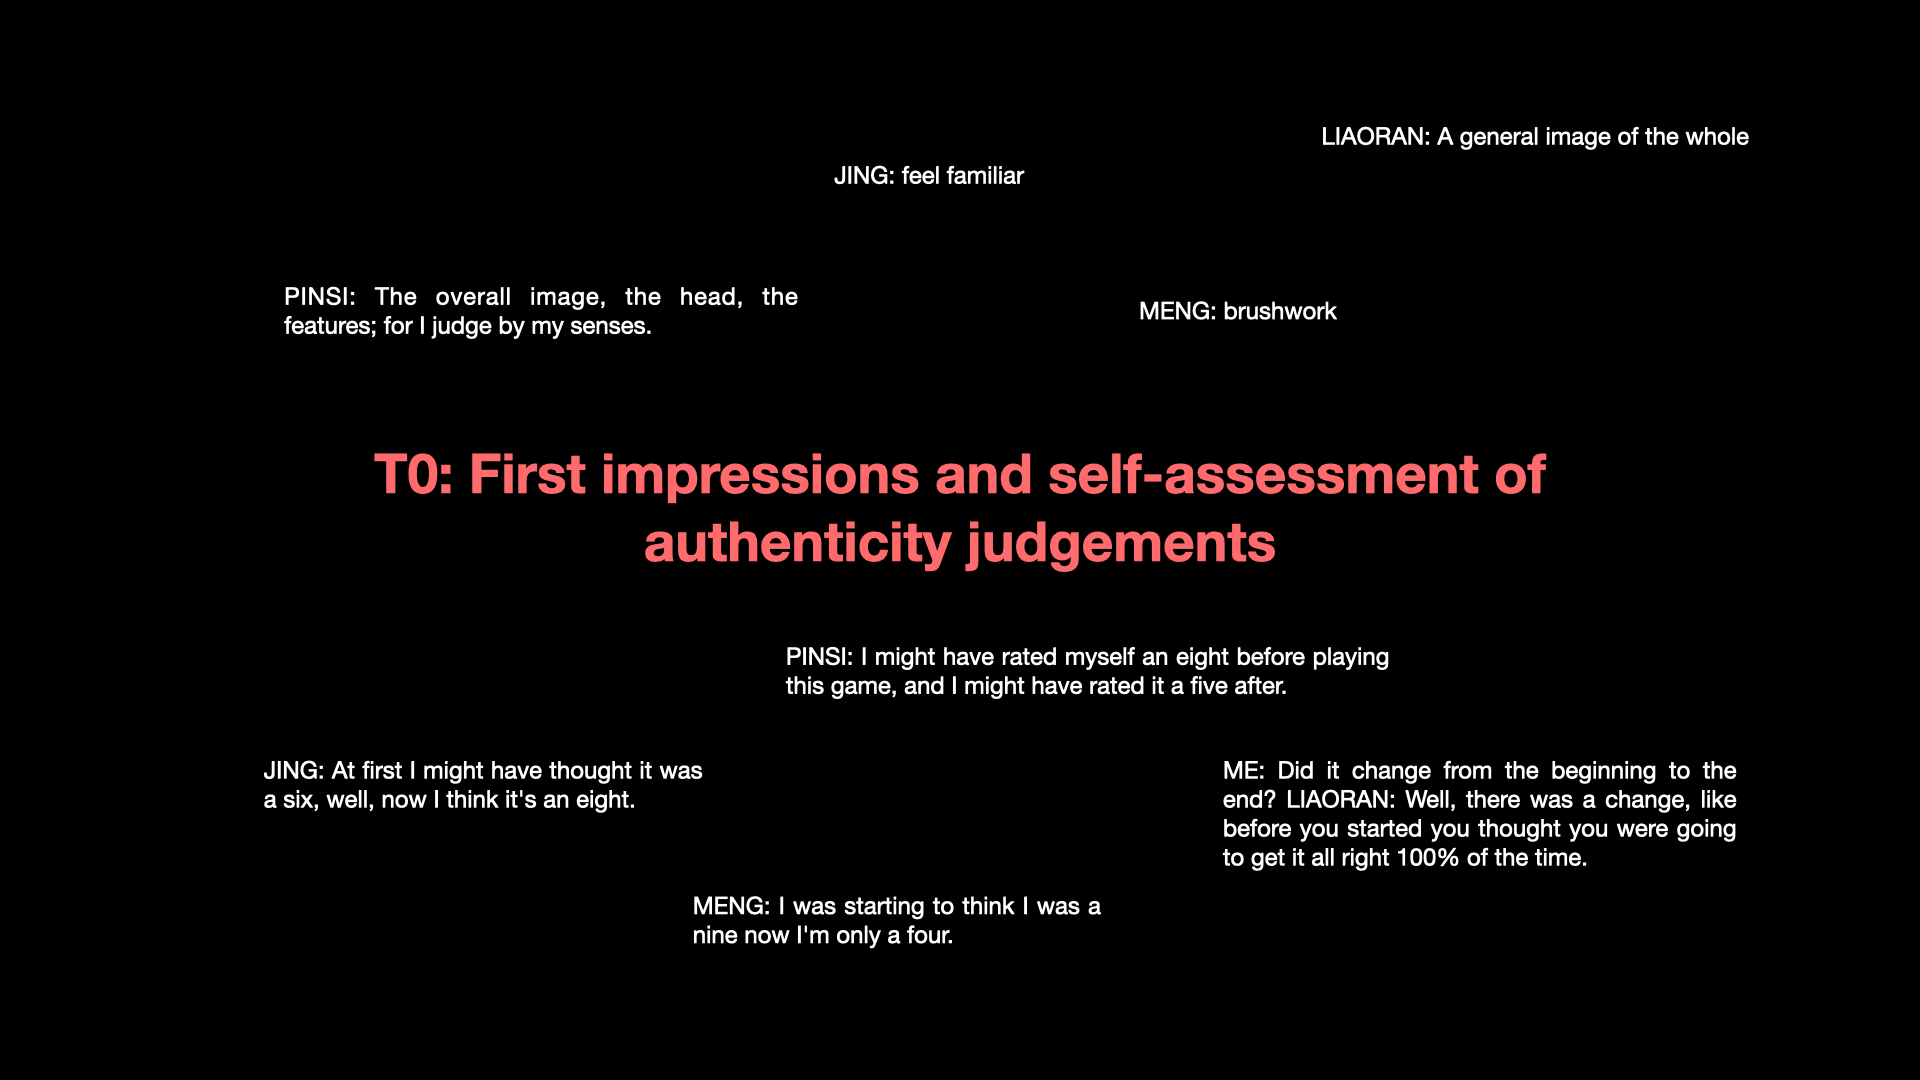 LIAORAN: A general image of the whole
JING: feel familiar
PINSI: The overall image, the head, the
features; for I judge by my senses.
MENG: brushwork
T0: First impressions and self-assessment of
authenticity judgements
PINSI: I might have rated myself an eight before playing
this game, and I might have rated it a five after.
JING: At first I might have thought it was
a six, well, now I think it's an eight.
ME: Did it change from the beginning to the
end? LIAORAN: Well, there was a change, like
before you started you thought you were going
to get it all right 100% of the time.
MENG: I was starting to think I was a
nine now I'm only a four.